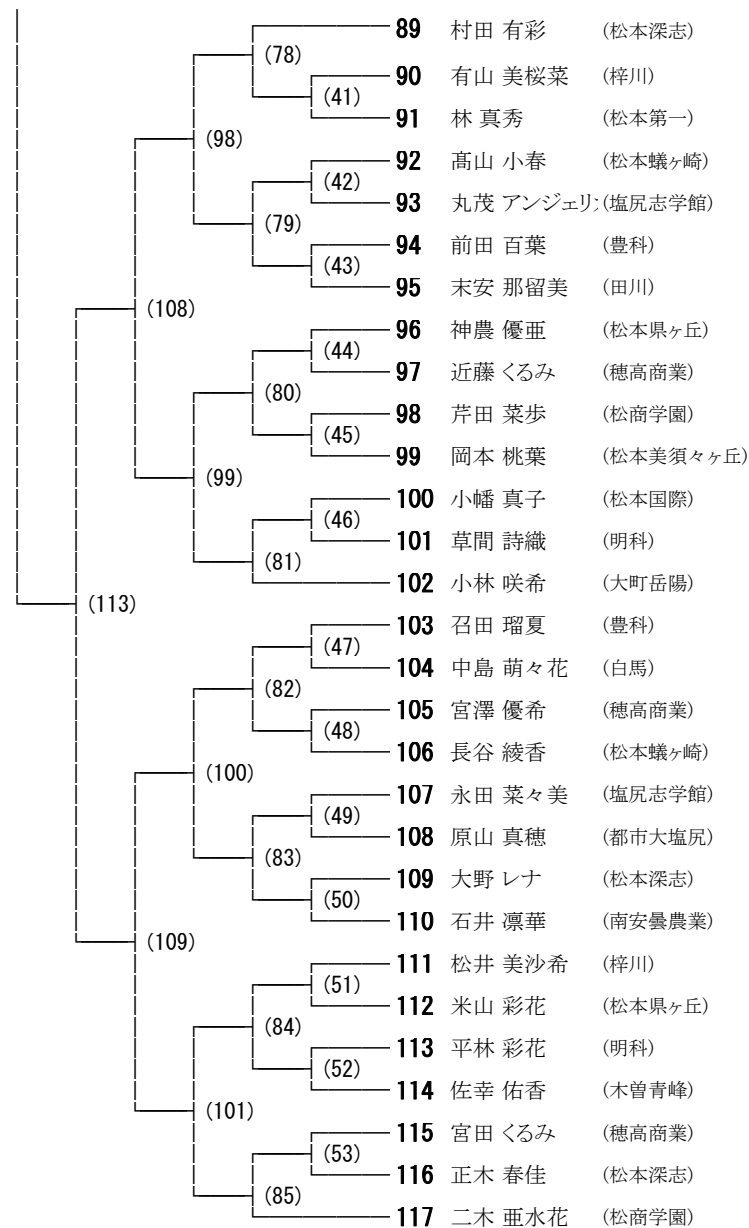 89 村田 有彩 (松本深志)
(78)
90 有山 美桜菜 (梓川)
(41)
91 林 真秀 (松本第一)
(98)
92 髙山 小春 (松本蟻ヶ崎)
(42)
93 丸茂 アンジェリ (塩尻志学館)
(79)
94 前田 百葉 (豊科)
(43)
95 末安 那留美 (田川)
(108)
96 神農 優亜 (松本県ヶ丘)
(44)
97 近藤 くるみ (穂高商業)
(80)
98 芹田 菜歩 (松商学園)
(45)
99 岡本 桃葉 (松本美須々ヶ丘)
(99)
100 小幡 真子 (松本国際)
(46)
101 草間 詩織 (明科)
(81)
102 小林 咲希 (大町岳陽)
(113)
103 召田 瑠夏 (豊科)
(47)
104 中島 萌々花 (白馬)
(82)
105 宮澤 優希 (穂高商業)
(48)
106 長谷 綾香 (松本蟻ヶ崎)
(100)
107 永田 菜々美 (塩尻志学館)
(49)
108 原山 真穂 (都市大塩尻)
(83)
109 大野 レナ (松本深志)
(50)
110 石井 凛華 (南安曇農業)
(109)
111 松井 美沙希 (梓川)
(51)
112 米山 彩花 (松本県ヶ丘)
(84)
113 平林 彩花 (明科)
(52)
114 佐幸 佑香 (木曽青峰)
(101)
115 宮田 くるみ (穂高商業)
(53)
116 正木 春佳 (松本深志)
(85)
117 二木 亜水花 (松商学園)